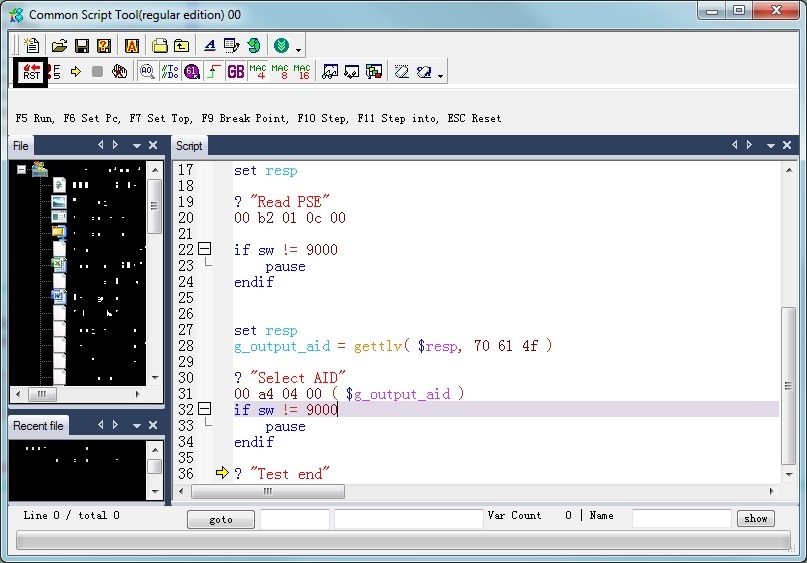 Common Script Tool(regular edition) 00
RST F5 AQ //To //Do 61 GB MAC 4 MAC 8 MAC 16
F5 Run, F6 Set Pc, F7 Set Top, F9 Break Point, F10 Step, F11 Step into, ESC Reset
File
Script
17 set resp
18
19 ? "Read PSE"
20 00 b2 01 0c 00
21
22 if sw != 9000
23 pause
24 endif
25
26
27 set resp
28 g_output_aid = gettlv( $resp, 70 61 4f )
29
30 ? "Select AID"
31 00 a4 04 00 ( $g_output_aid )
32 if sw != 9000
33 pause
34 endif
35
36 ? "Test end"
Recent file
Line 0 / total 0 goto Var Count 0 | Name show